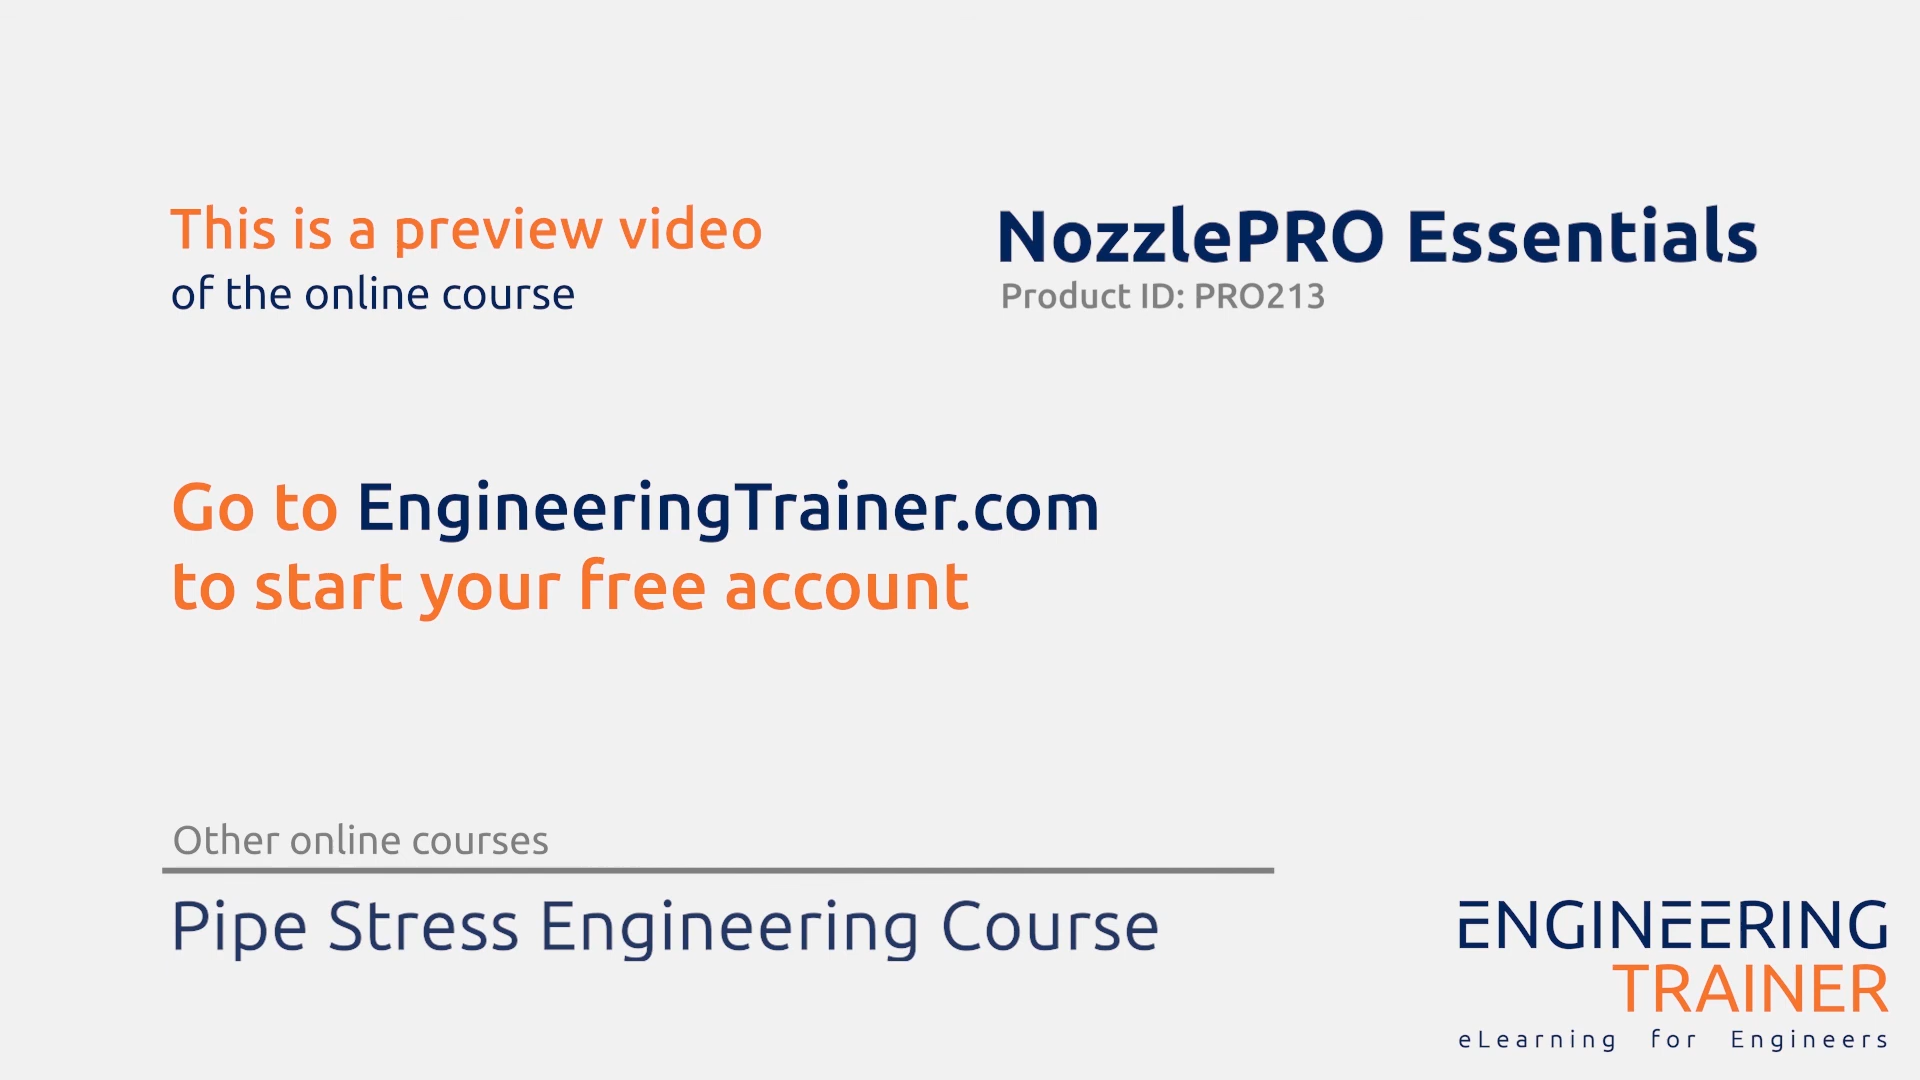 This is a preview video
of the online course
NozzlePRO Essentials
Product ID: PRO213
Go to EngineeringTrainer.com
to start your free account
Other online courses
Pipe Stress Engineering Course
ENGINEERING
TRAINER
eLearning for Engineers